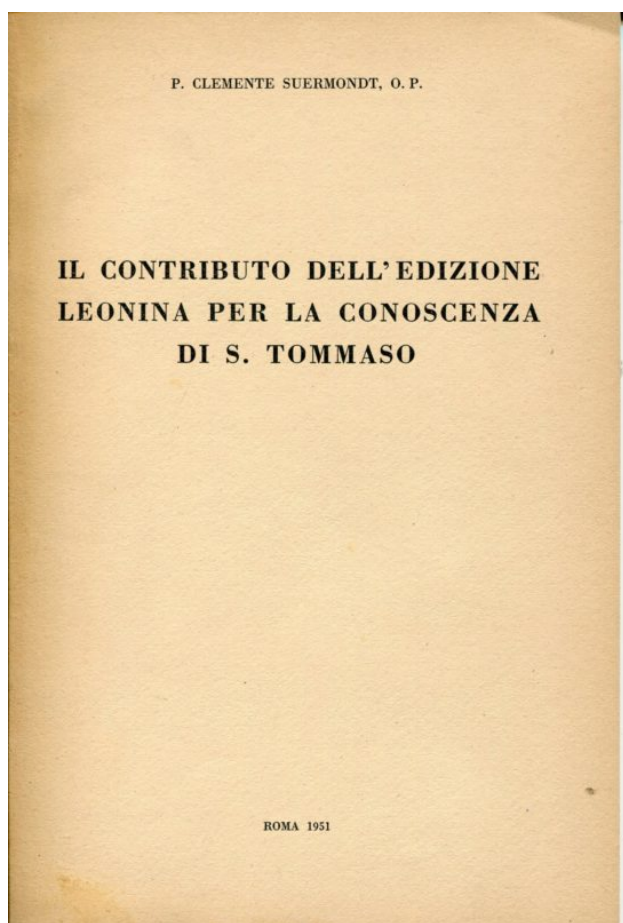 P. CLEMENTE SUERMONDT, O. P.
IL CONTRIBUTO DELL'EDIZIONE
LEONINA PER LA CONOSCENZA
DI S. TOMMASO
ROMA 1951